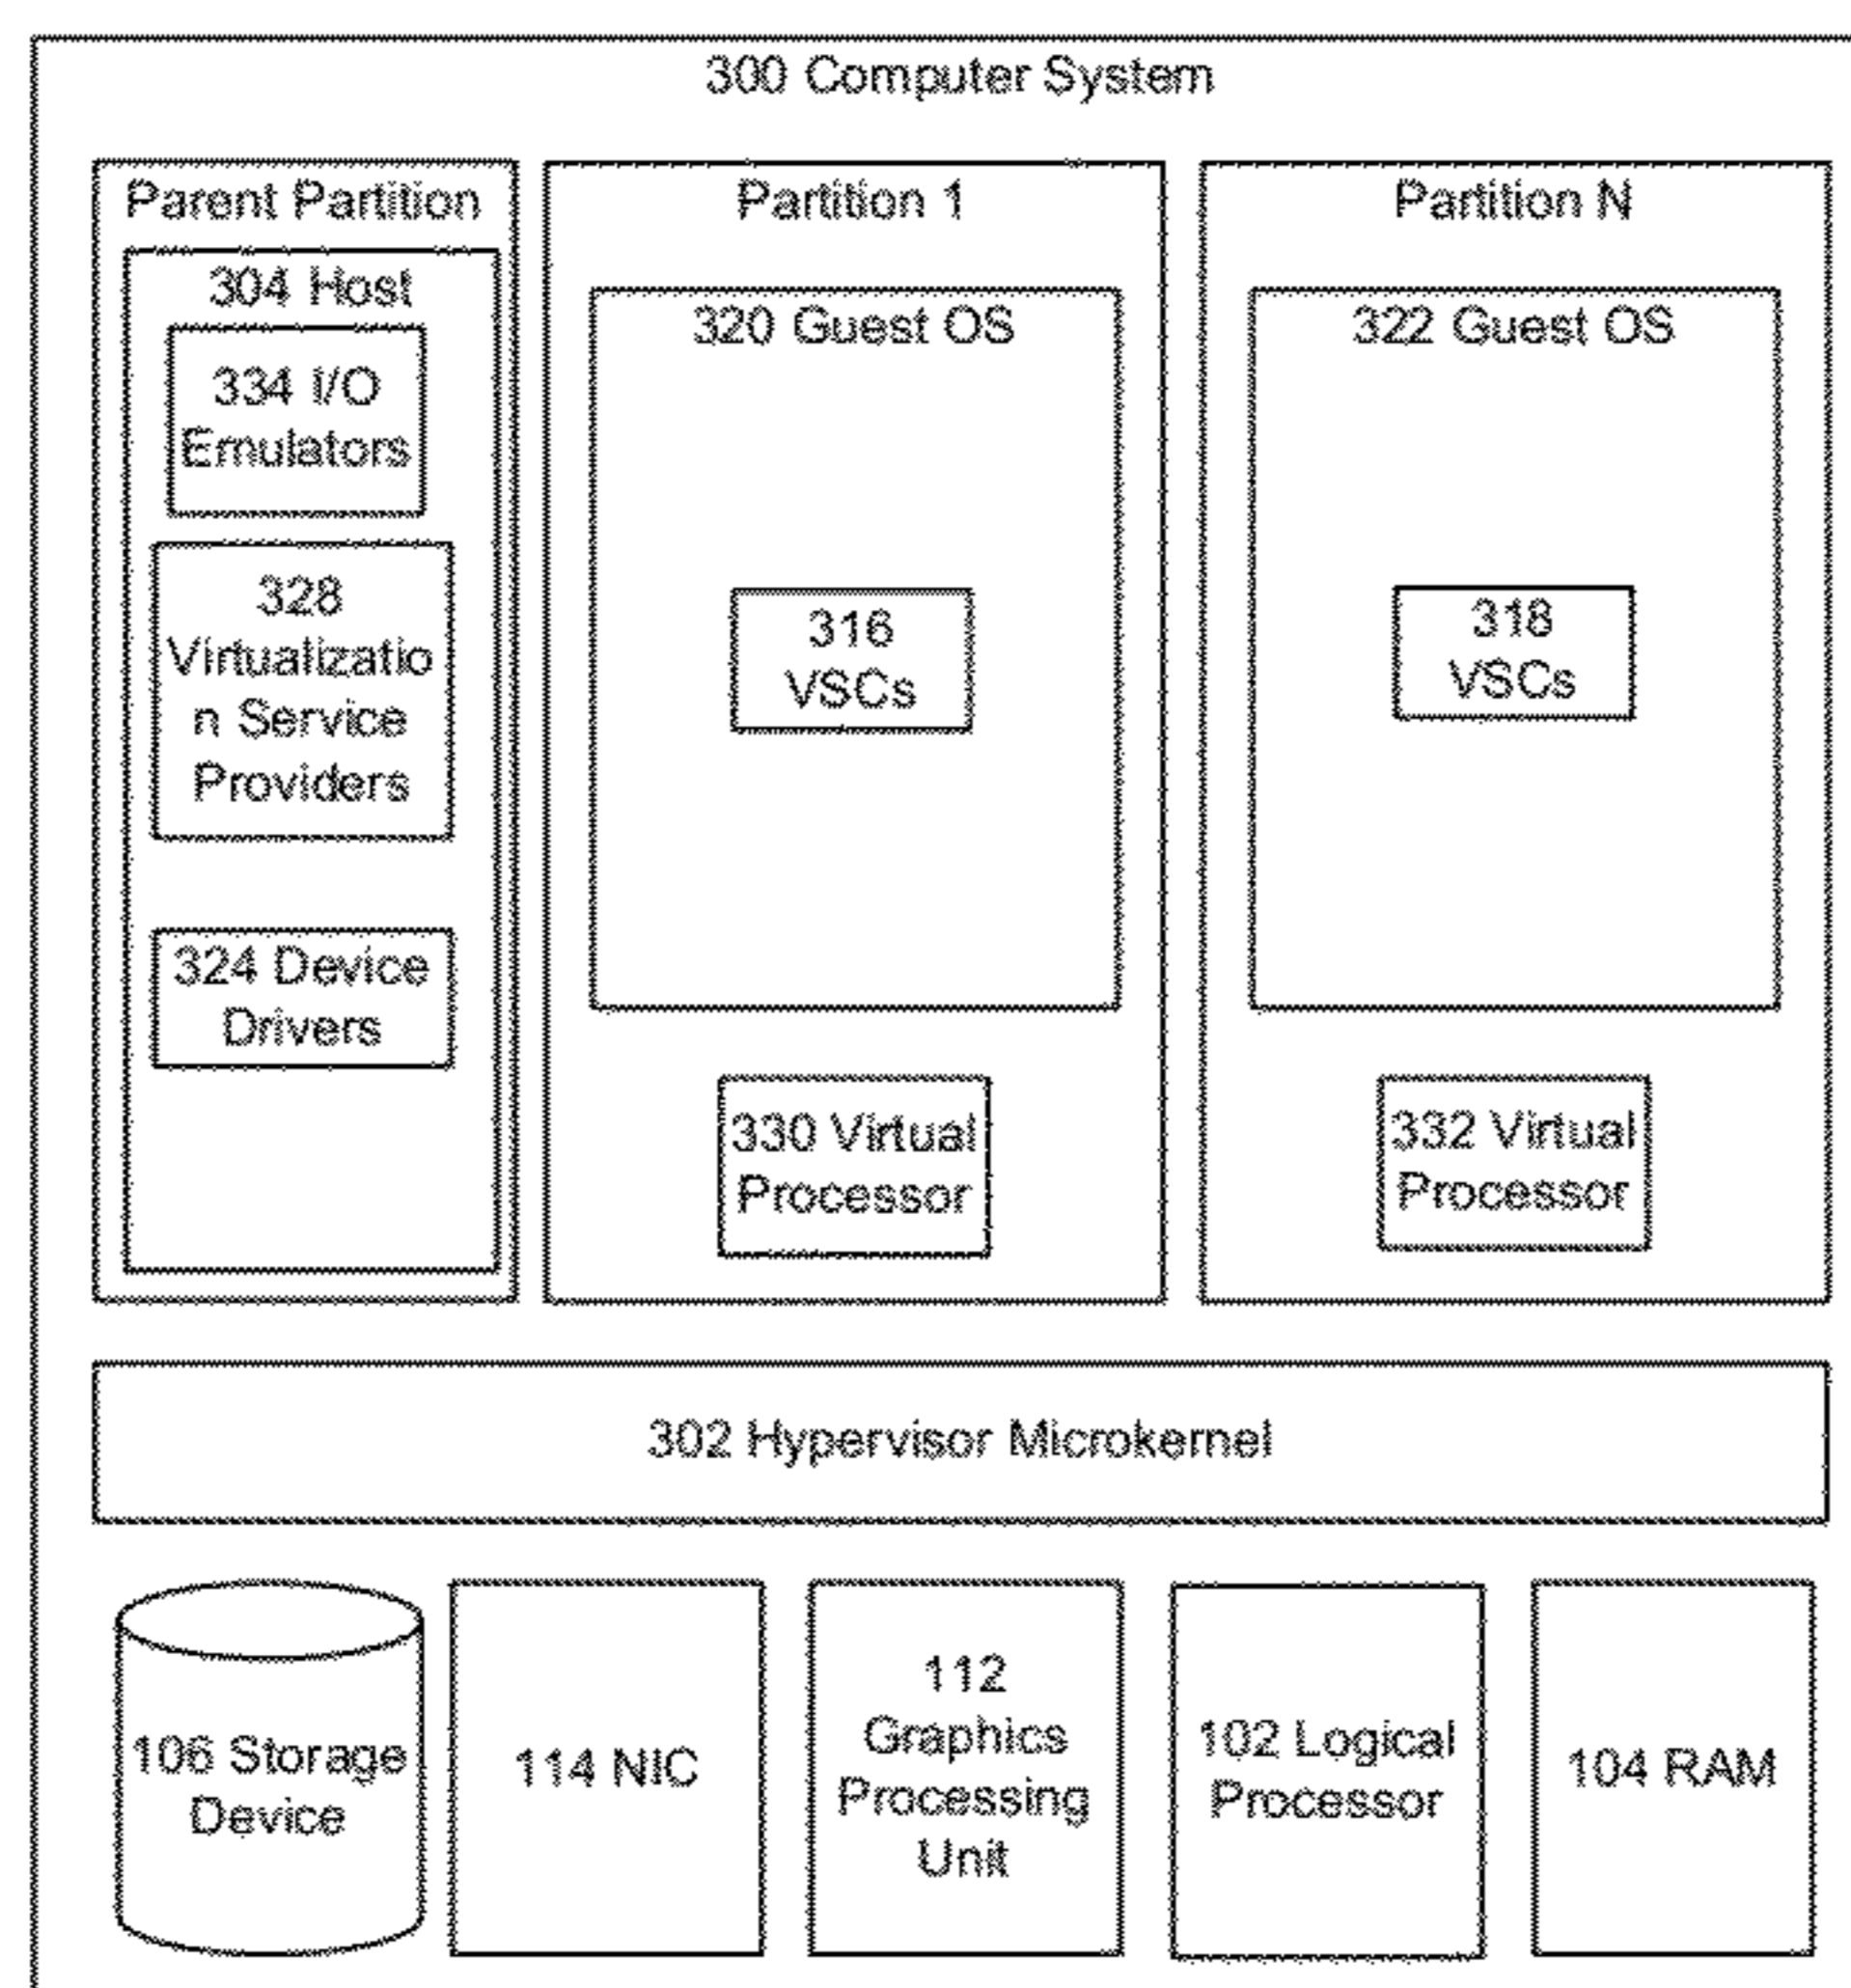 300 Computer System
Parent Partition
304 Host
334 I/O
Emulators
328
Virtualizatio
n Service
Providers
324 Device
Drivers
Partition 1
320 Guest OS
316
VSCs
330 Virtual
Processor
Partition N
322 Guest OS
318
VSCs
332 Virtual
Processor
302 Hypervisor Microkernel
106 Storage
Device
114 NIC
112
Graphics
Processing
Unit
102 Logical
Processor
104 RAM